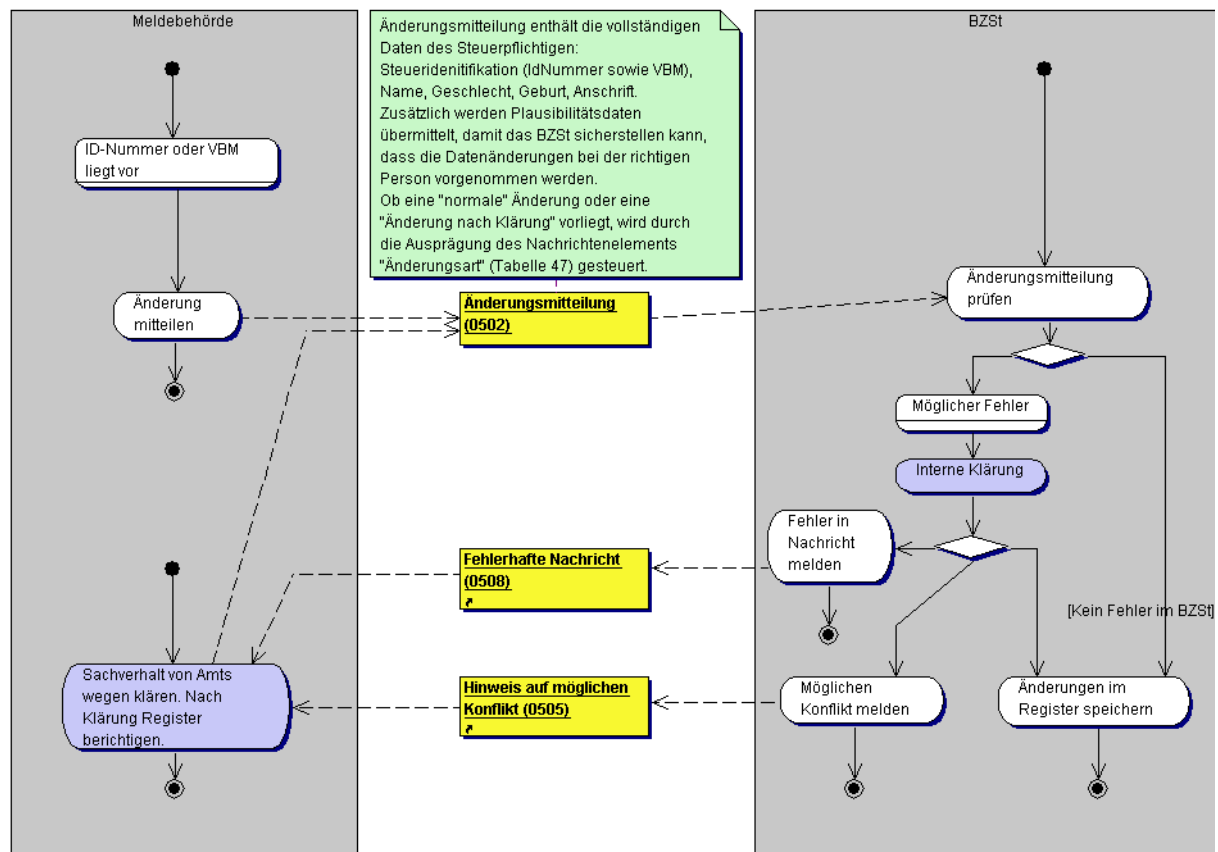 Meldebehörde
ID-Nummer oder VBM
liegt vor
Änderung
mitteilen
Sachverhalt von Amts
wegen klären. Nach
Klärung Register
berichtigen.
Änderungsmitteilung enthält die vollständigen
Daten des Steuerpflichtigen:
Steueridenitifikation (IdNummer sowie VBM),
Name, Geschlecht, Geburt, Anschrift.
Zusätzlich werden Plausibilitätsdaten
übermittelt, damit das BZSt sicherstellen kann,
dass die Datenänderungen bei der richtigen
Person vorgenommen werden.
Ob eine "normale" Änderung oder eine
"Änderung nach Klärung" vorliegt, wird durch
die Ausprägung des Nachrichtenelements
"Änderungsart" (Tabelle 47) gesteuert.
Änderungsmitteilung
(0502)
Fehlerhafte Nachricht
(0508)
Hinweis auf möglichen
Konflikt (0505)
BZSt
Änderungsmitteilung
prüfen
Möglicher Fehler
Interne Klärung
Fehler in
Nachricht
melden
[Kein Fehler im BZSt]
Möglichen
Konflikt melden
Änderungen im
Register speichern